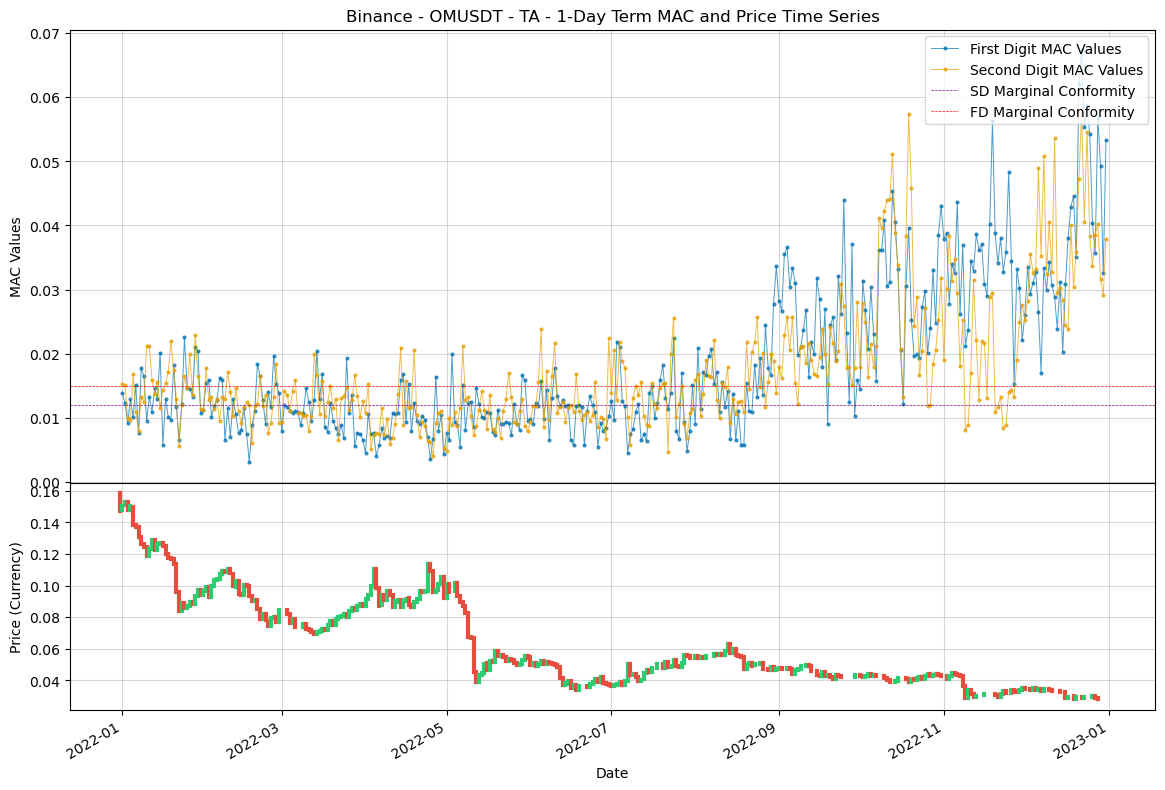 Binance - OMUSDT - TA - 1-Day Term MAC and Price Time Series
0.07
0.06
0.05
0.04
0.03
0.02
0.01
0.00
MAC Values
First Digit MAC Values
Second Digit MAC Values
SD Marginal Conformity
FD Marginal Conformity
0.16
0.14
0.12
0.10
0.08
0.06
0.04
Price (Currency)
2022-01
2022-03
2022-05
2022-07
2022-09
2022-11
2023-01
Date